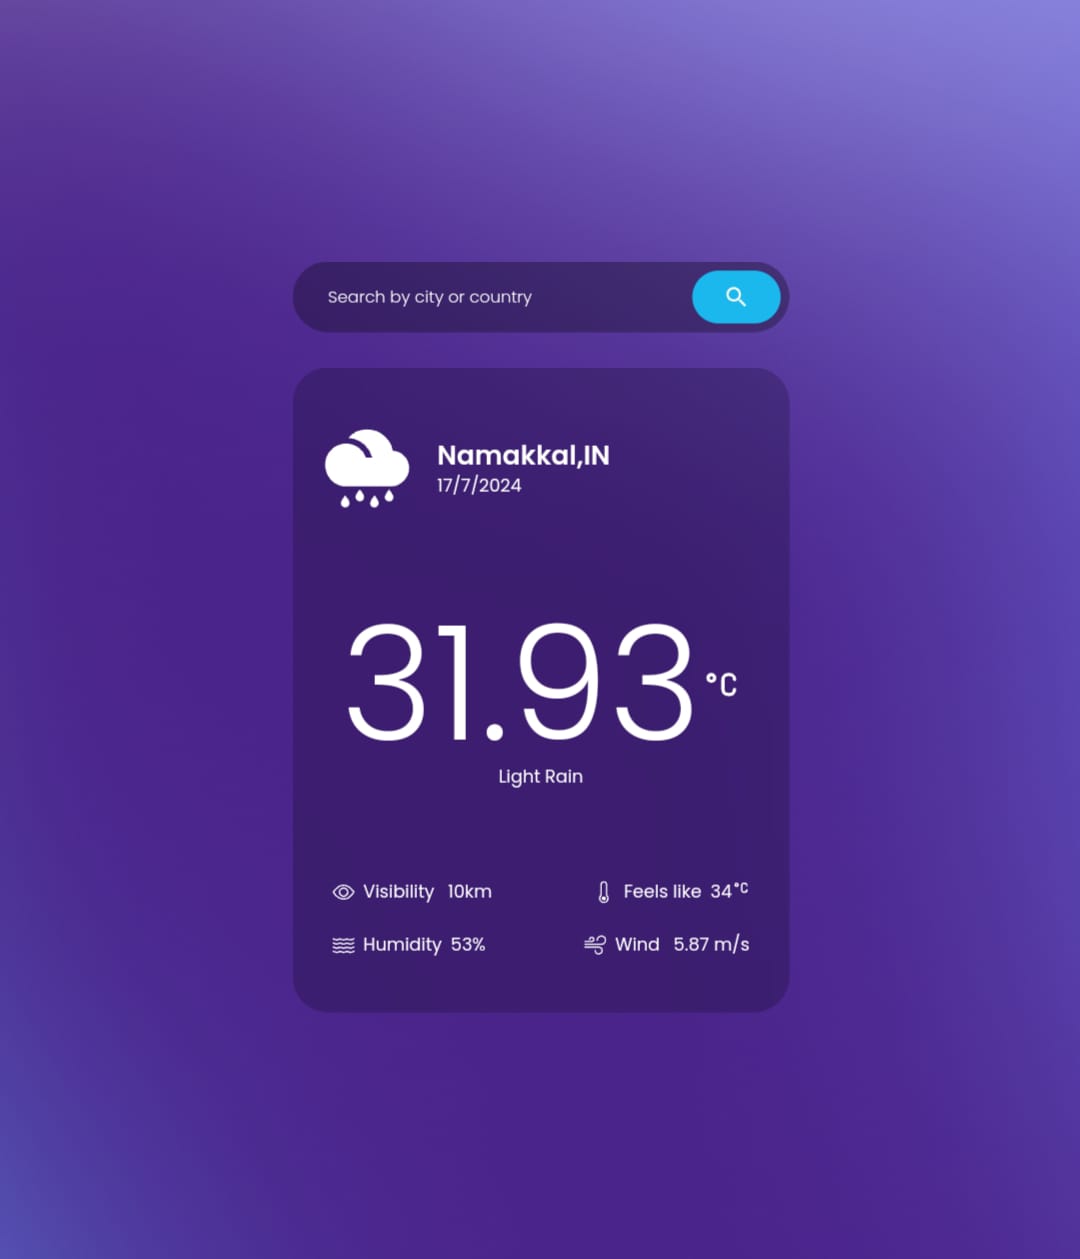 Search by city or country
Namakkal,IN
17/7/2024
31.93 °C
Light Rain
Visibility 10km
Feels like 34°C
Humidity 53%
Wind 5.87 m/s